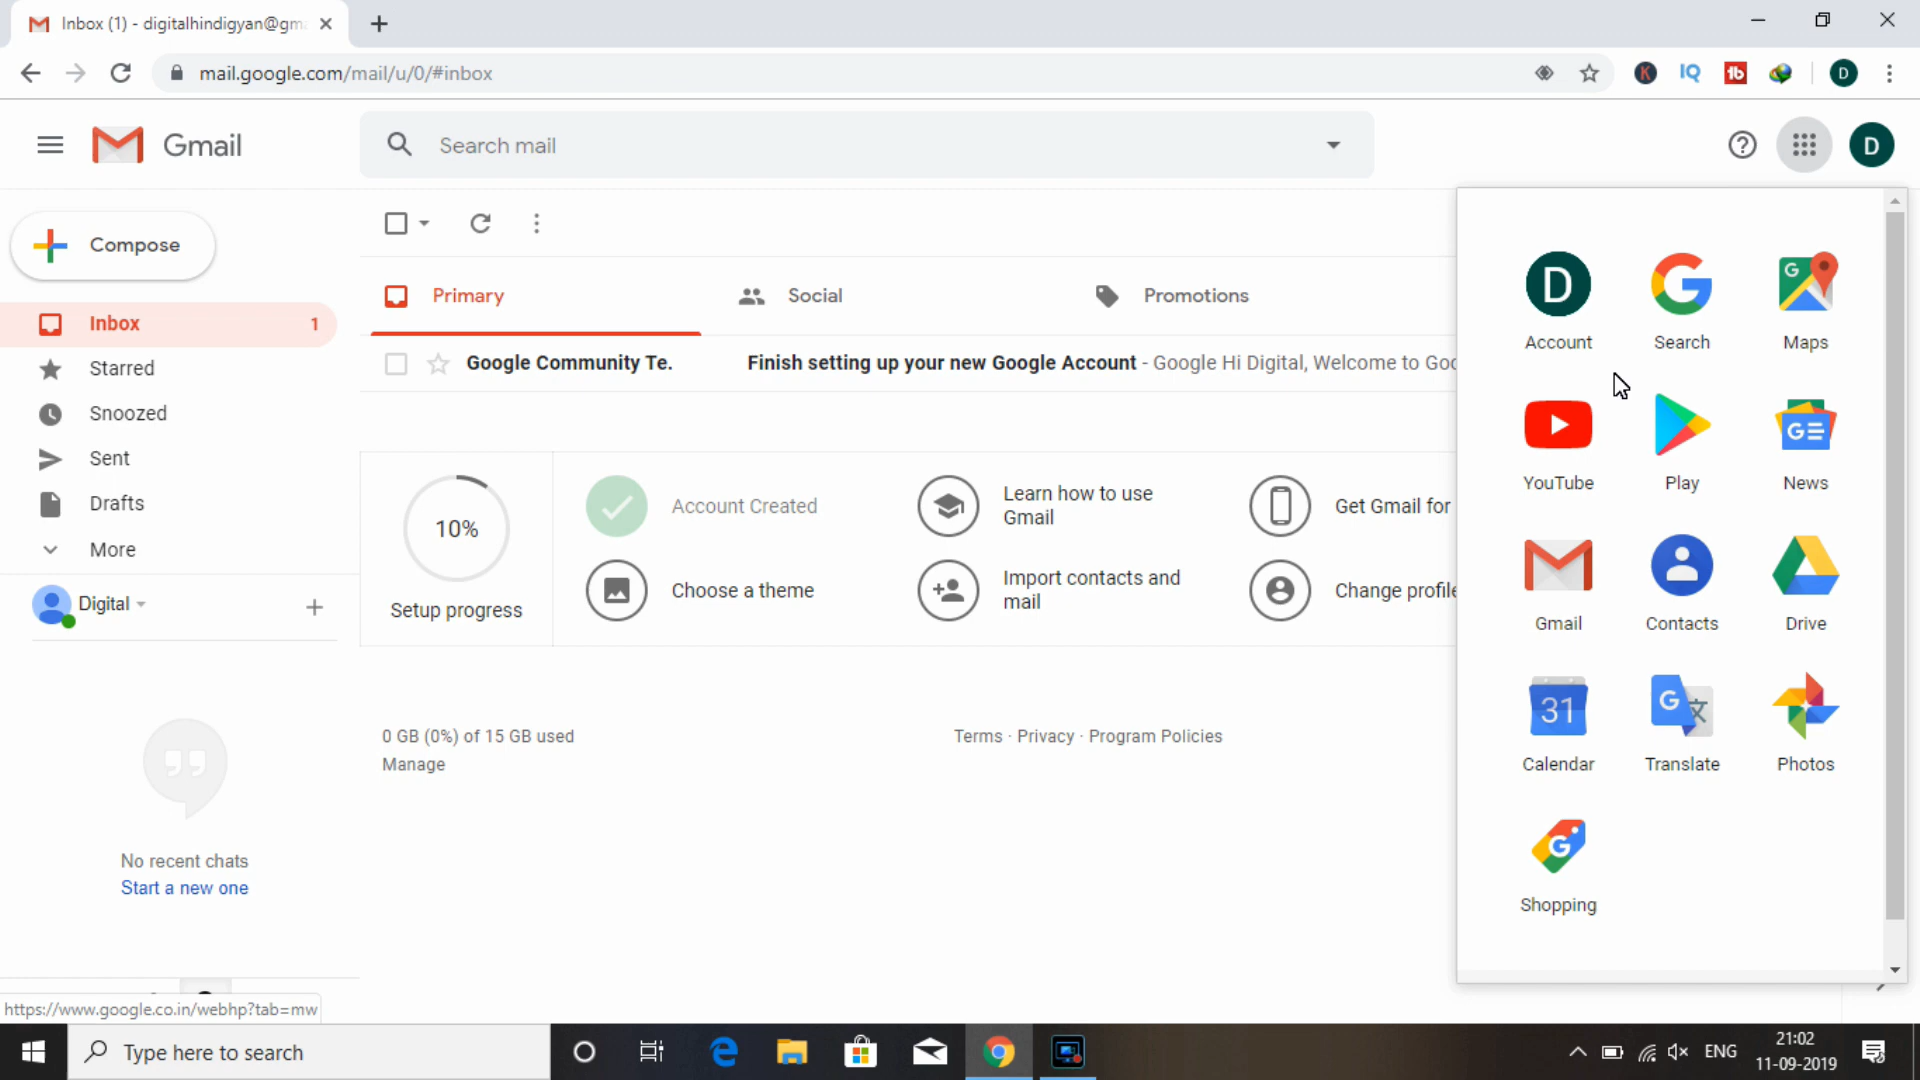 Inbox (1) - digitalhindigyan@gm
mail.google.com/mail/u/0/#inbox
K
IQ
D
Gmail
Search mail
D
Compose
Primary
Social
Promotions
Inbox 1
Starred
Snoozed
Sent
Drafts
More
Digital
No recent chats
Start a new one
Google Community Te. Finish setting up your new Google Account - Google Hi Digital, Welcome to Goo
10%
Setup progress
Account Created
Learn how to use
Gmail
Get Gmail for
Choose a theme
Import contacts and
mail
Change profile
0 GB (0%) of 15 GB used
Manage
Terms · Privacy · Program Policies
D
Account
Search
G
Maps
YouTube
Play
GE
News
Gmail
Contacts
Drive
31
Calendar
G
Translate
Photos
G
Shopping
https://www.google.co.in/webhp?tab=mw
Type here to search
ENG
21:02
11-09-2019